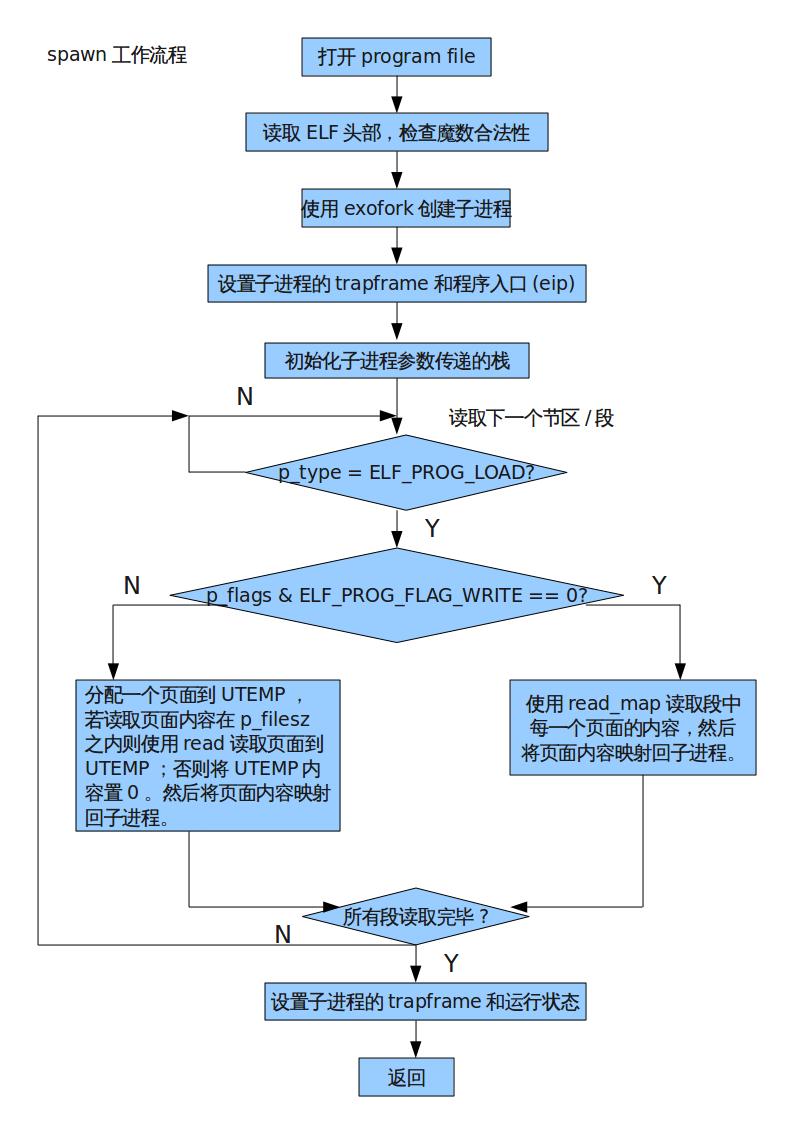 spawn 工作流程
打开 program file
读取 ELF 头部，检查魔数合法性
使用 exofork 创建子进程
设置子进程的 trapframe 和程序入口 (eip)
初始化子进程参数传递的栈
N
读取下一个节区 / 段
p_type = ELF_PROG_LOAD?
Y
N
p_flags & ELF_PROG_FLAG_WRITE == 0?
Y
分配一个页面到 UTEMP ，
若读取页面内容在 p_filesz
之内则使用 read 读取页面到
UTEMP ；否则将 UTEMP 内
容置 0 。然后将页面内容映射
回子进程。
使用 read_map 读取段中
每一个页面的内容，然后
将页面内容映射回子进程。
所有段读取完毕 ?
N
Y
设置子进程的 trapframe 和运行状态
返回